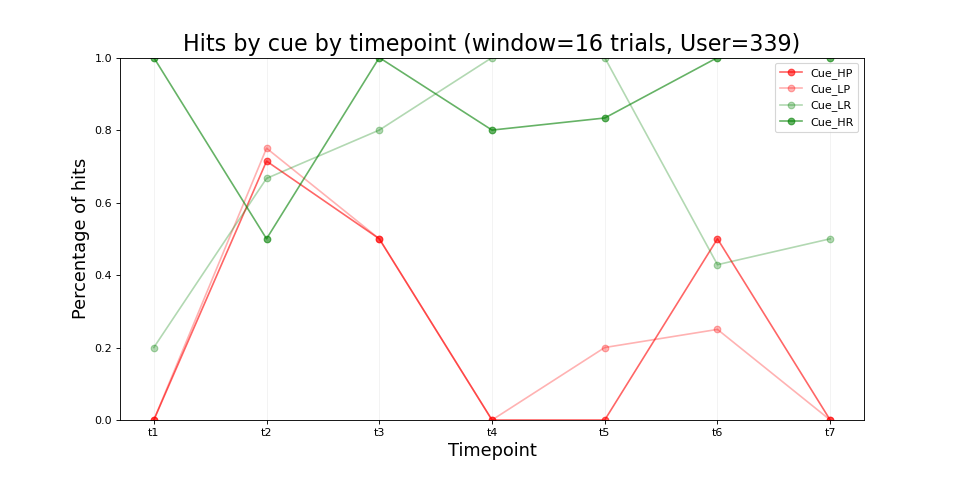 Hits by cue by timepoint (window=16 trials, User=339)
Percentage of hits
1.0
0.8
0.6
0.4
0.2
0.0
Cue_HP
Cue_LP
Cue_LR
Cue_HR
t1 t2 t3 t4 t5 t6 t7
Timepoint